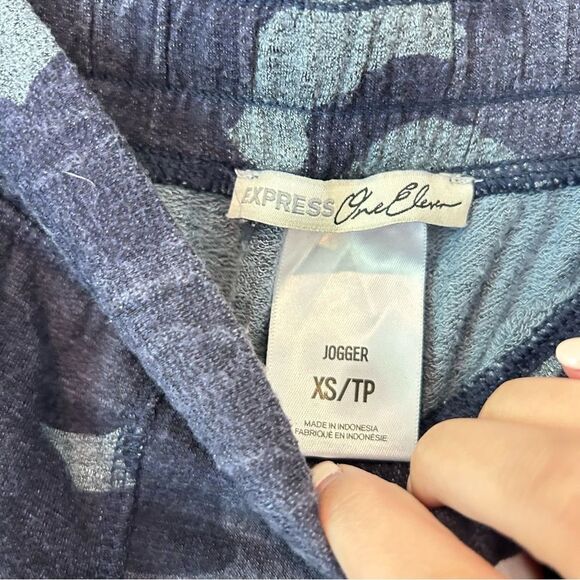 EXPRESS One Eleven
JOGGER
XS/TP
MADE IN INDONESIA
FABRIQUÉ EN INDONÉSIE